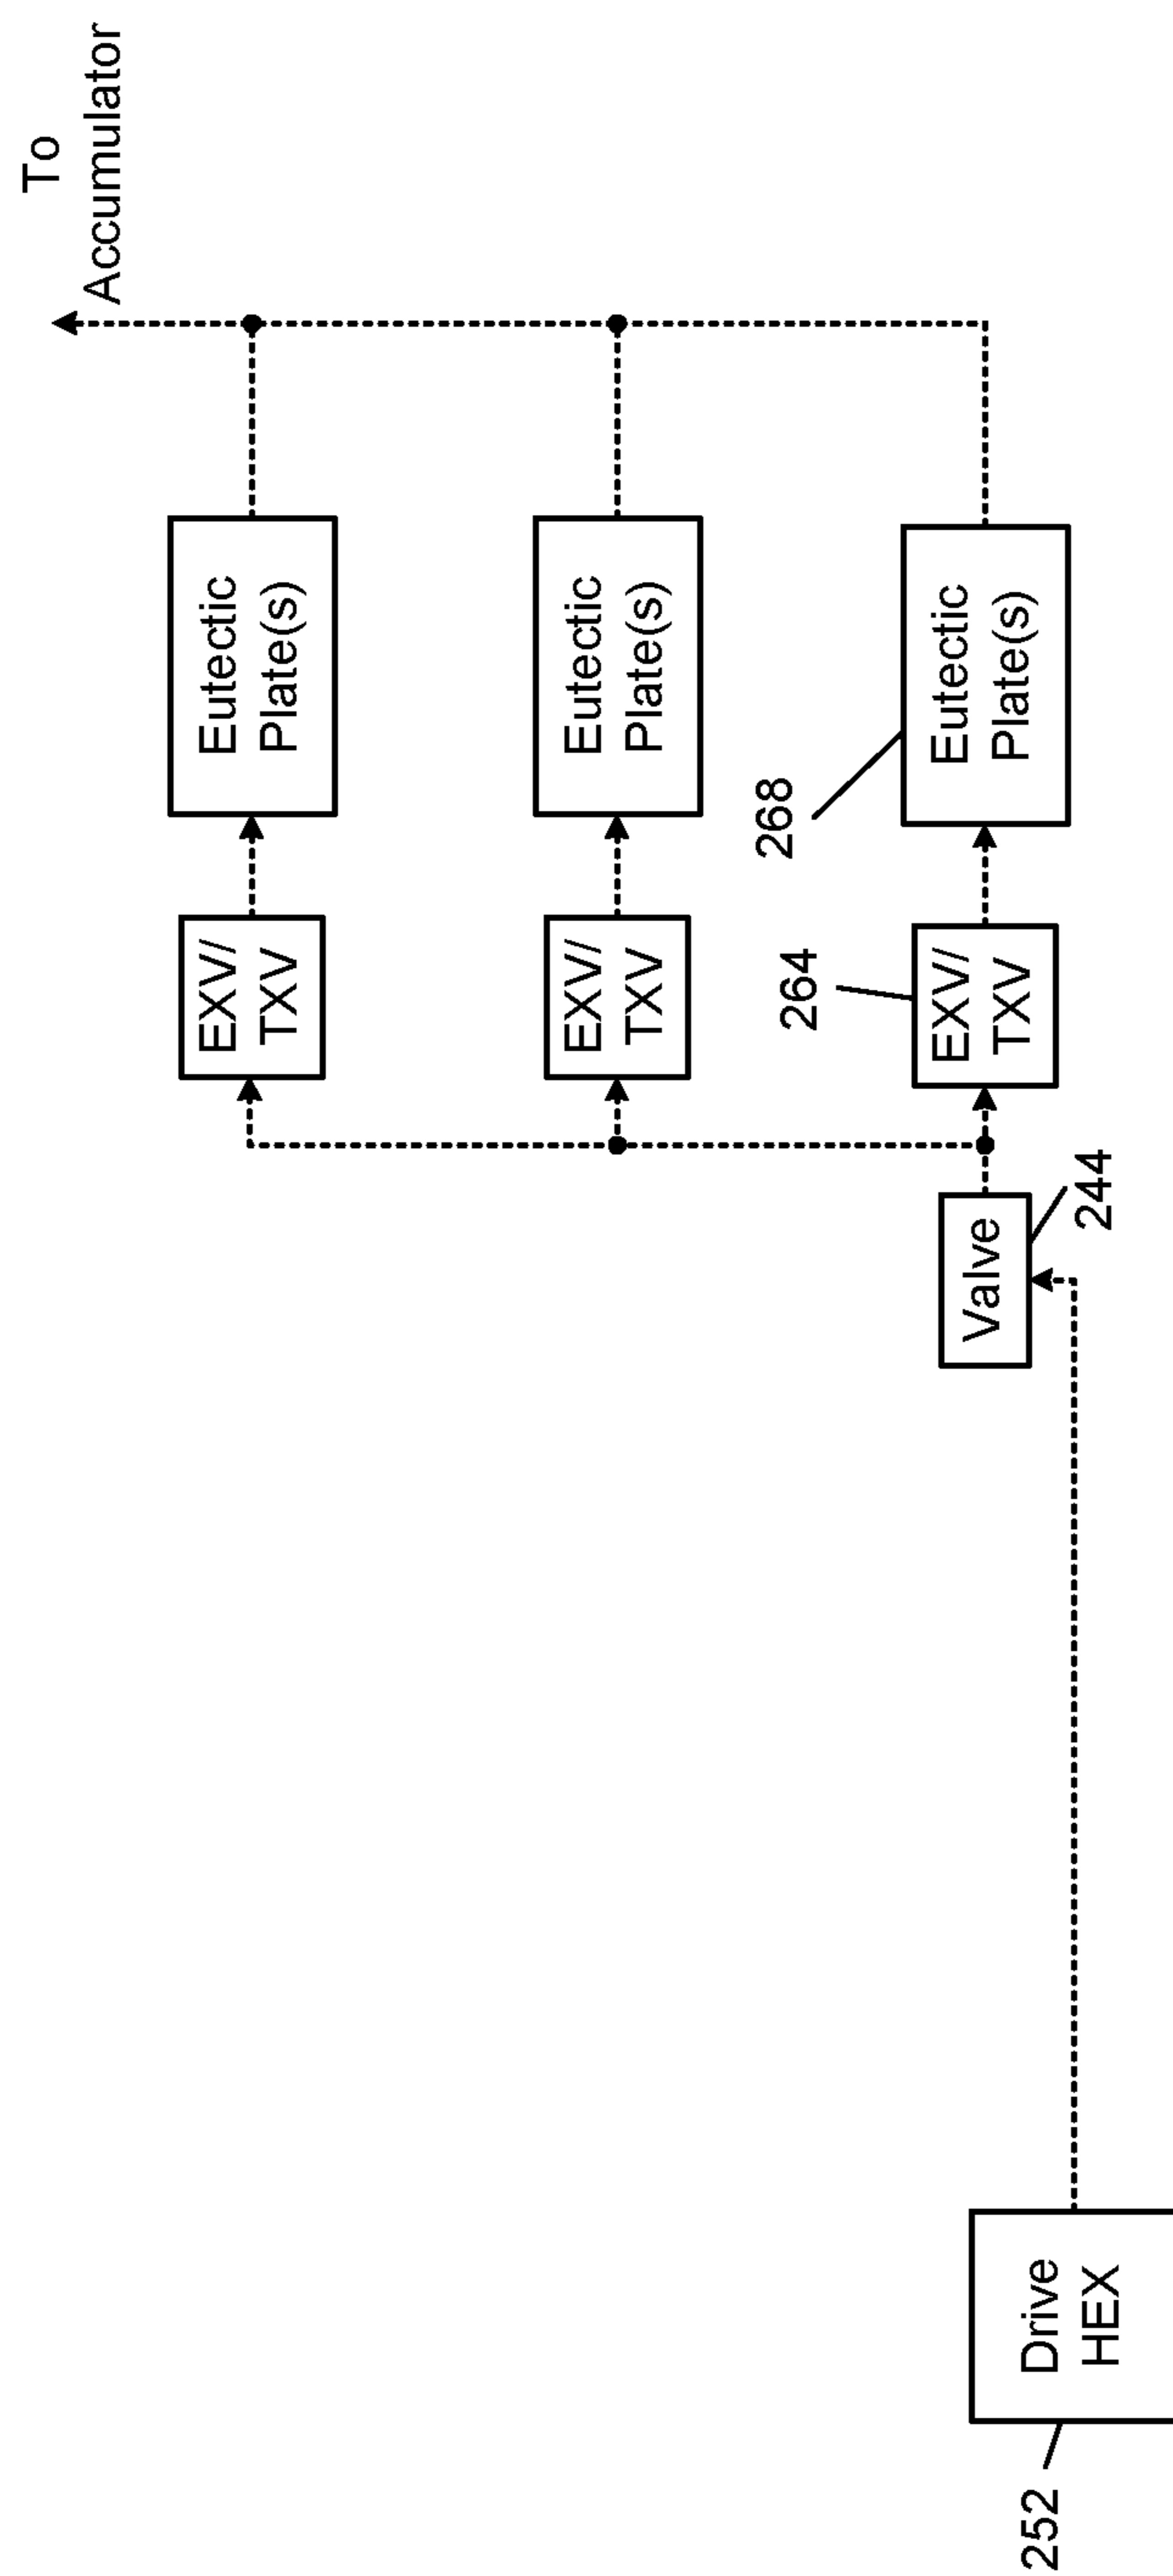 To
Accumulator
Eutectic
Plate(s)
EXV/
TXV
Eutectic
Plate(s)
EXV/
TXV
268
Eutectic
Plate(s)
264
EXV/
TXV
Valve
244
Drive
HEX
252